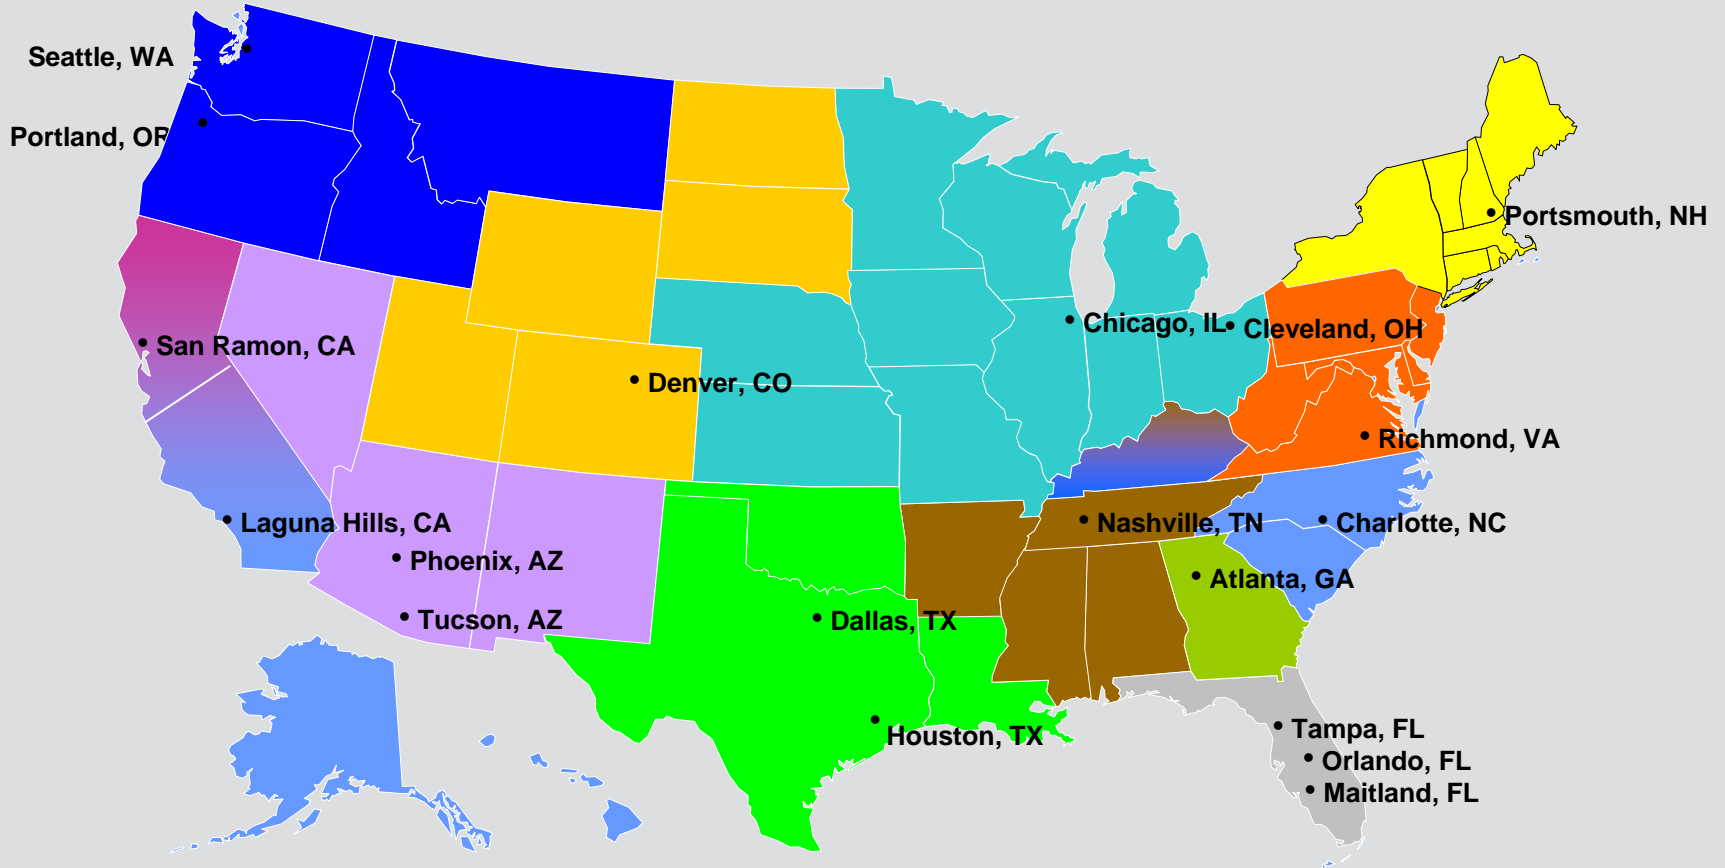 Seattle, WA
Portland, OR
Portsmouth, NH
San Ramon, CA
Chicago, IL
Cleveland, OH
Denver, CO
Richmond, VA
Laguna Hills, CA
Nashville, TN
Charlotte, NC
Phoenix, AZ
Atlanta, GA
Tucson, AZ
Dallas, TX
Houston, TX
Tampa, FL
Orlando, FL
Maitland, FL